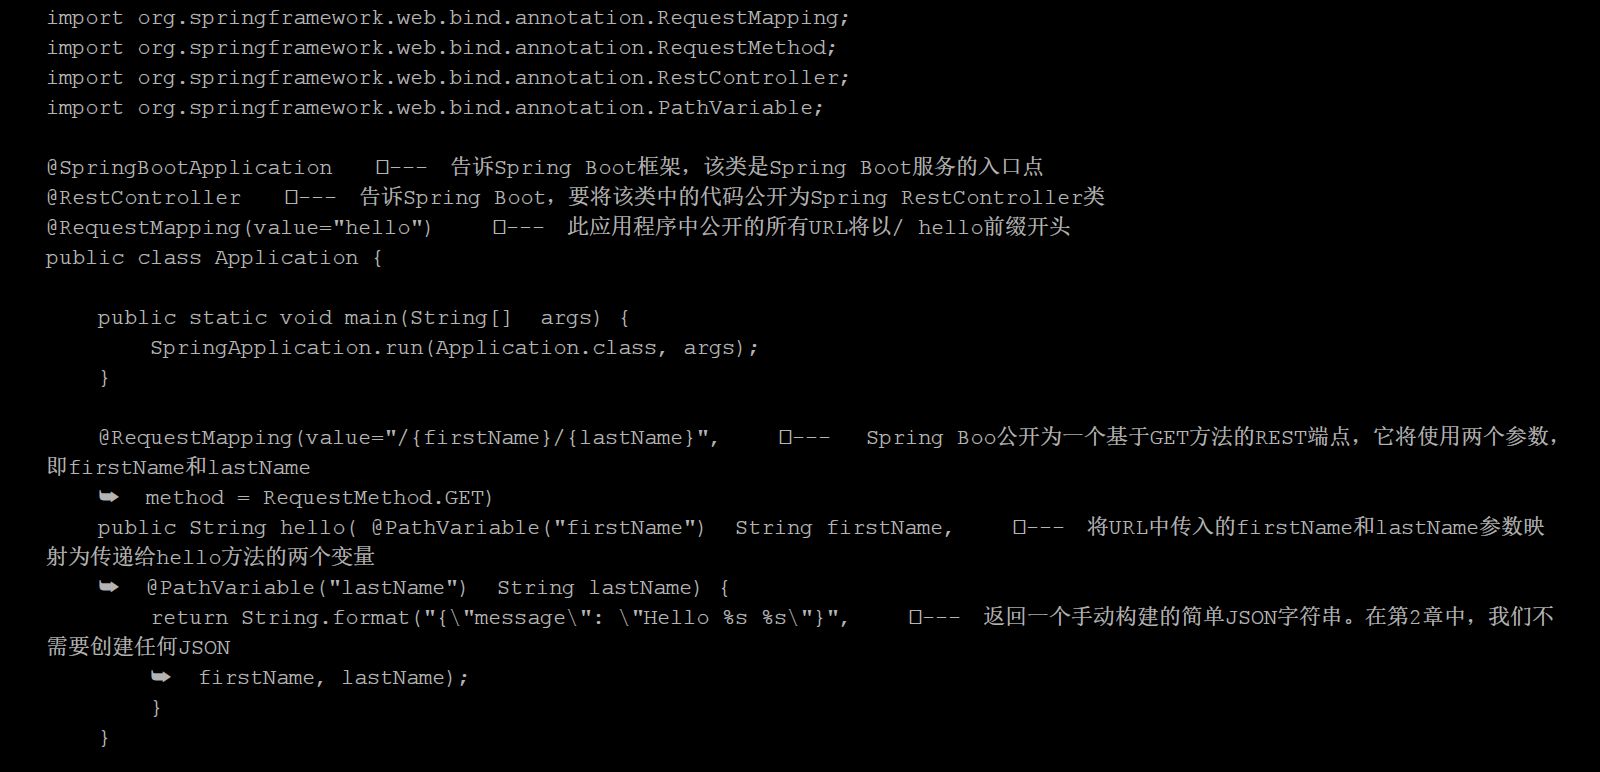 import org.springframework.web.bind.annotation.RequestMapping;
import org.springframework.web.bind.annotation.RequestMethod;
import org.springframework.web.bind.annotation.RestController;
import org.springframework.web.bind.annotation.PathVariable;
@SpringBootApplication   ⎕---  告诉Spring Boot框架，该类是Spring Boot服务的入口点
@RestController   ⎕---  告诉Spring Boot，要将该类中的代码公开为Spring RestController类
@RequestMapping(value="hello")    ⎕---  此应用程序中公开的所有URL将以/ hello前缀开头
public class Application {
    public static void main(String[]  args) {
        SpringApplication.run(Application.class, args);
    }
    @RequestMapping(value="/{firstName}/{lastName}",    ⎕---   Spring Boo公开为一个基于GET方法的REST端点，它将使用两个参数，
即firstName和lastName
    ➥  method = RequestMethod.GET)
    public String hello( @PathVariable("firstName")  String firstName,    ⎕---  将URL中传入的firstName和lastName参数映
射为传递给hello方法的两个变量
    ➥  @PathVariable("lastName")  String lastName) {
        return String.format("{\"message\": \"Hello %s %s\"}",    ⎕---  返回一个手动构建的简单JSON字符串。在第2章中，我们不
需要创建任何JSON
        ➥  firstName, lastName);
        }
    }